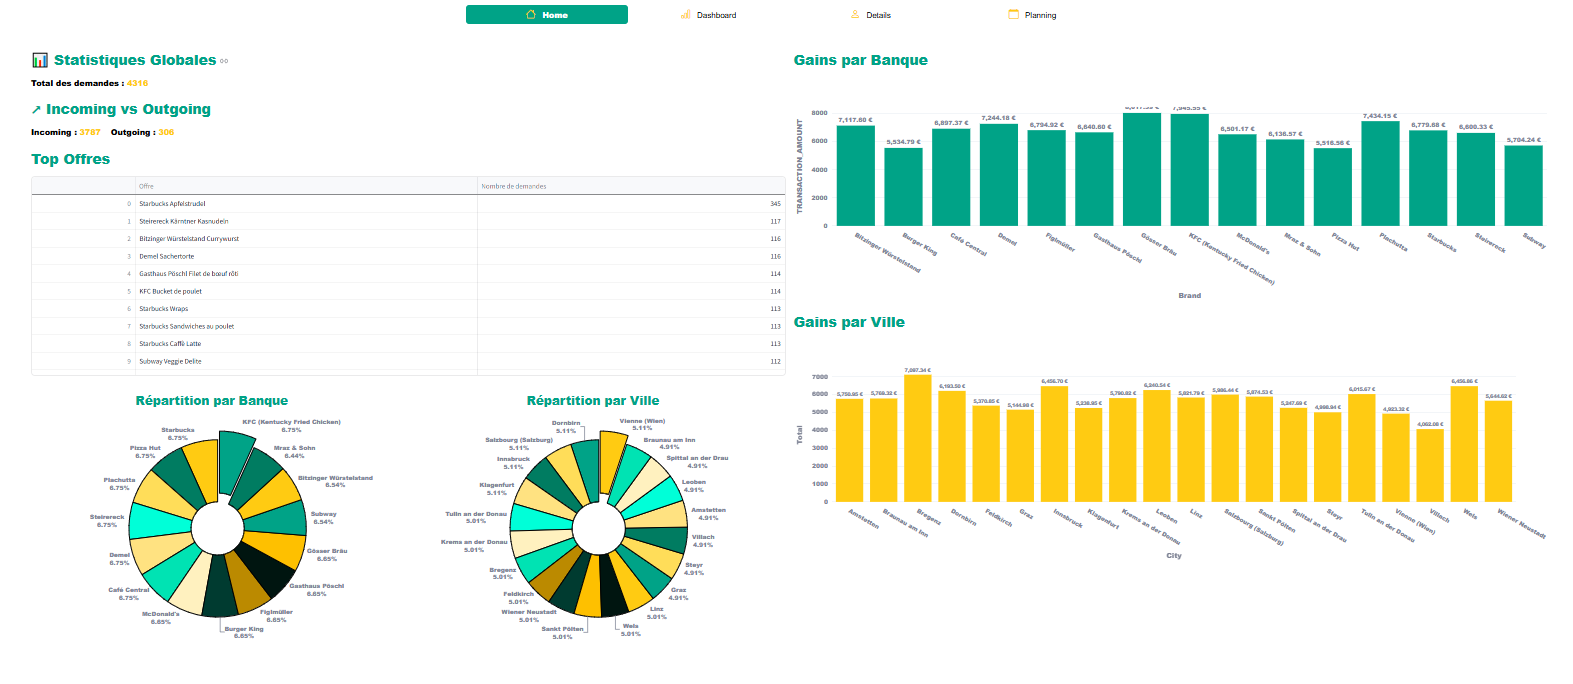 Home
Dashboard
Details
Planning
Statistiques Globales
Total des demandes : 4316
Incoming vs Outgoing
Incoming : 3787 Outgoing : 306
Top Offres
Offre Nombre de demandes
0 Starbucks Apfelstrudel 345
1 Steirereck Kärntner Kasnudeln 117
2 Bitzinger Würstelstand Currywurst 116
3 Demel Sachertorte 116
4 Gasthaus Pöschl Filet de bœuf rôti 114
5 KFC Bucket de poulet 114
6 Starbucks Wraps 113
7 Starbucks Sandwiches au poulet 113
8 Starbucks Caffè Latte 113
9 Subway Veggie Delite 112
Répartition par Banque
KFC (Kentucky Fried Chicken)
6.75%
Mraz & Sohn
6.44%
Bitzinger Würstelstand
6.54%
Subway
6.54%
Gösser Bräu
6.65%
Gasthaus Pöschl
6.65%
Figlmüller
6.65%
Burger King
6.65%
McDonald's
6.65%
Café Central
6.75%
Demel
6.75%
Steirereck
6.75%
Plachutta
6.75%
Pizza Hut
6.75%
Starbucks
6.75%
Répartition par Ville
Vienne (Wien)
5.11%
Braunau am Inn
4.91%
Spittal an der Drau
4.91%
Leoben
4.91%
Amstetten
4.91%
Villach
4.91%
Steyr
4.91%
Graz
4.91%
Linz
5.01%
Wels
5.01%
Sankt Pölten
5.01%
Wiener Neustadt
5.01%
Feldkirch
5.01%
Bregenz
5.01%
Krems an der Donau
5.01%
Tulln an der Donau
5.01%
Klagenfurt
5.11%
Innsbruck
5.11%
Salzbourg (Salzburg)
5.11%
Dornbirn
5.11%
Gains par Banque
TRANSACTION_AMOUNT
8000
6000
4000
2000
0
7,117.60 €
5,534.79 €
6,897.37 €
7,244.18 €
6,794.92 €
6,640.60 €
7,945.55 €
6,501.17 €
6,136.57 €
5,516.56 €
7,434.15 €
6,779.68 €
6,600.33 €
5,704.24 €
Bitzinger Würstelstand
Burger King
Café Central
Demel
Figlmüller
Gasthaus Pöschl
Gösser Bräu
KFC (Kentucky Fried Chicken)
McDonald's
Mraz & Sohn
Pizza Hut
Plachutta
Starbucks
Steirereck
Subway
Brand
Gains par Ville
Total
7000
6000
5000
4000
3000
2000
1000
0
5,750.95 €
5,769.32 €
7,097.34 €
6,193.50 €
5,370.85 €
5,144.98 €
6,456.70 €
5,238.95 €
5,780.82 €
6,240.54 €
5,821.79 €
5,986.44 €
5,874.53 €
5,247.69 €
4,988.94 €
6,015.67 €
4,923.32 €
4,062.08 €
6,456.86 €
5,644.62 €
Amstetten
Braunau am Inn
Bregenz
Dornbirn
Feldkirch
Graz
Innsbruck
Klagenfurt
Krems an der Donau
Leoben
Linz
Salzbourg (Salzburg)
Sankt Pölten
Spittal an der Drau
Steyr
Tulln an der Donau
Vienne (Wien)
Villach
Wels
Wiener Neustadt
City